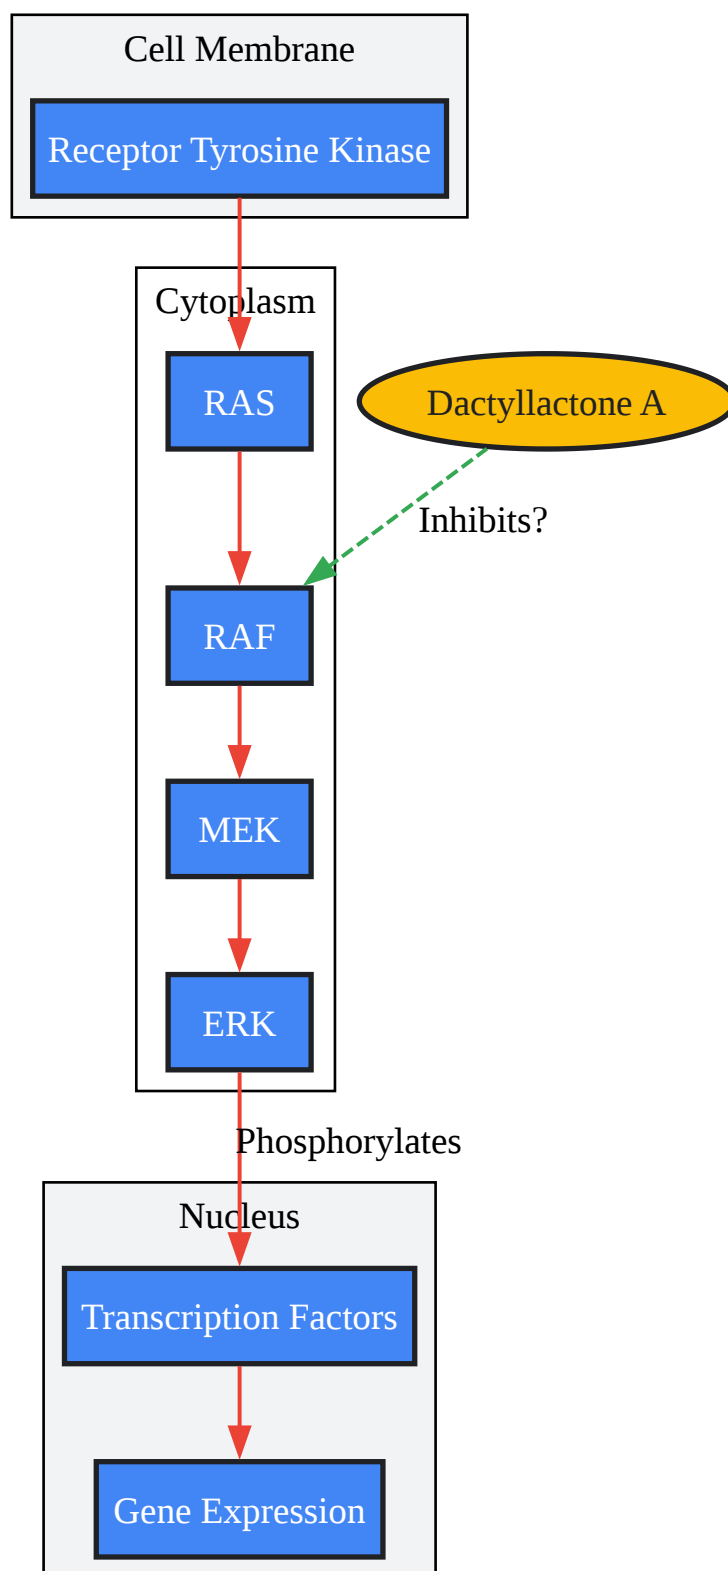 Cell Membrane
Receptor Tyrosine Kinase
Cytoplasm
RAS
Dactyllactone A
Inhibits?
RAF
MEK
ERK
Phosphorylates
Nucleus
Transcription Factors
Gene Expression